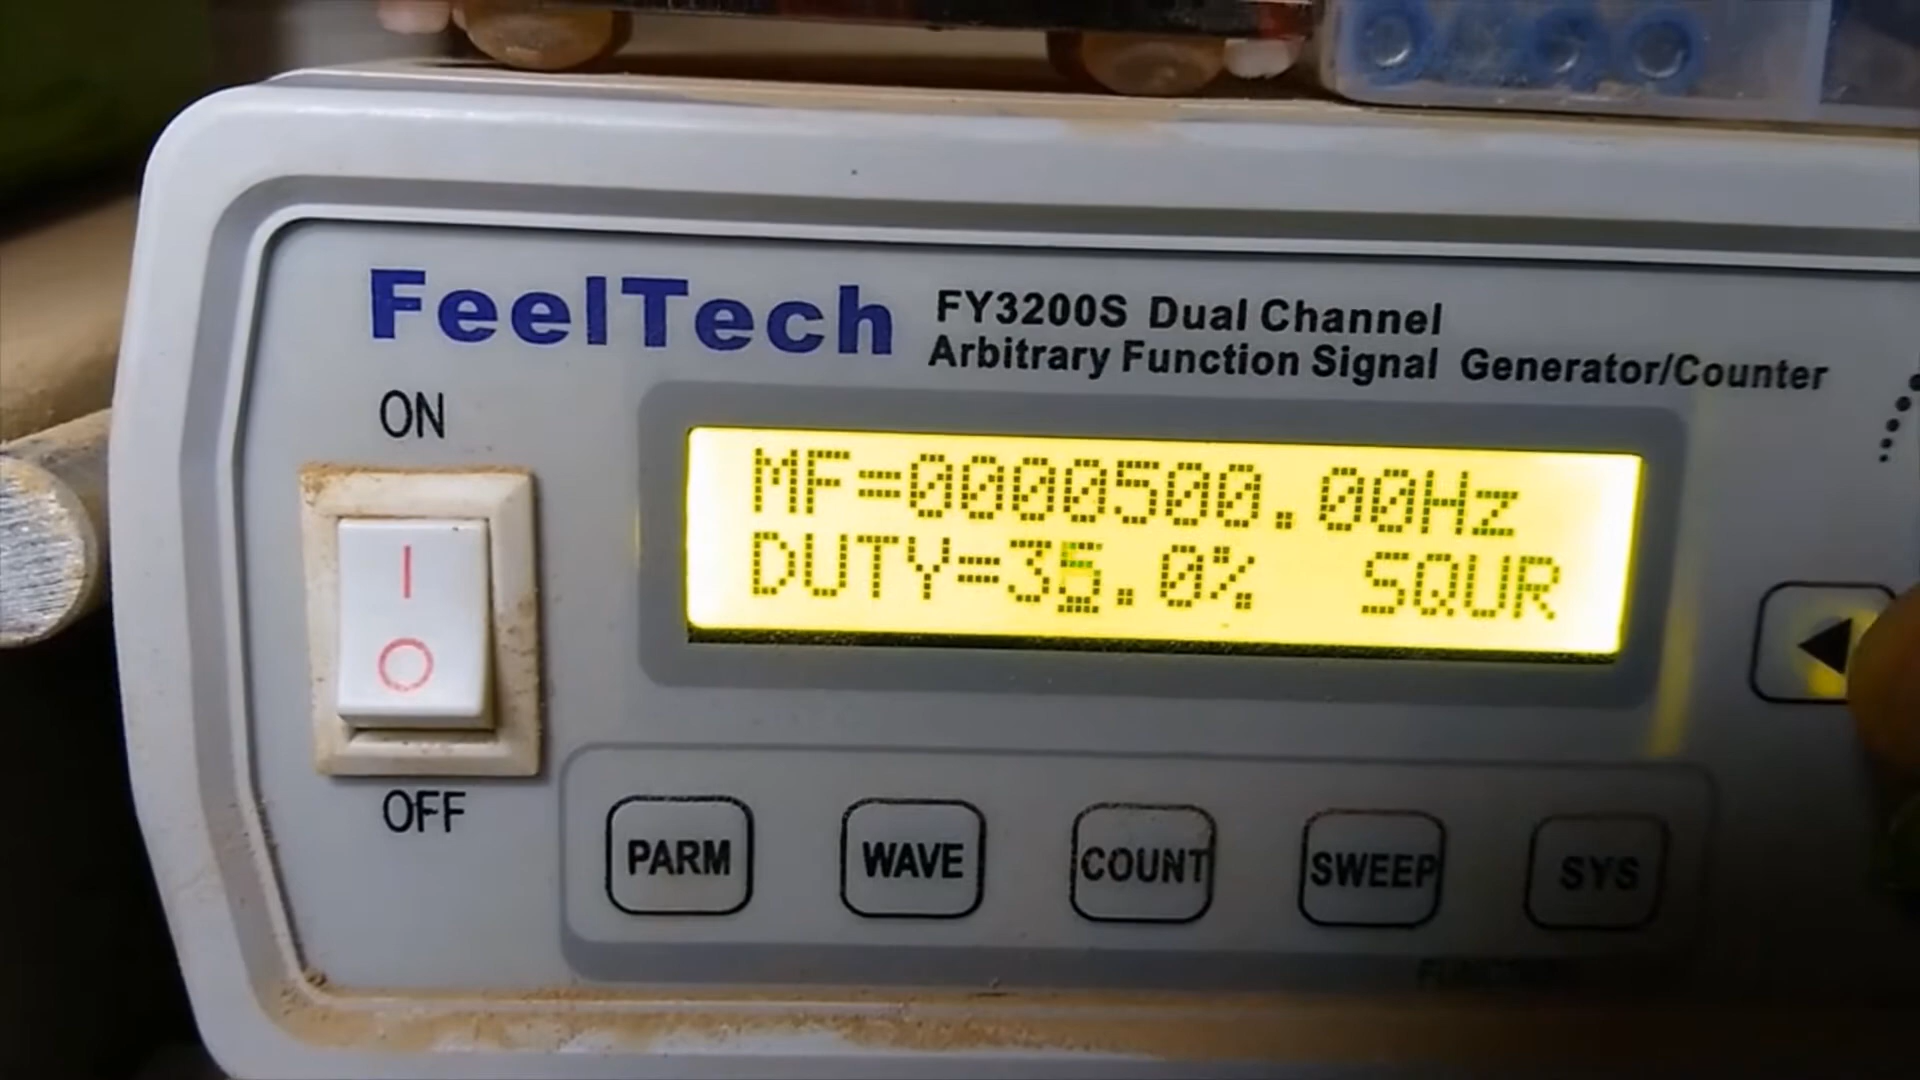 FeelTech
FY3200S Dual Channel
Arbitrary Function Signal Generator/Counter
ON
MF=0000500.00Hz
DUTY=35.0% SQUR
OFF
PARM
WAVE
COUNT
SWEEP
SYS